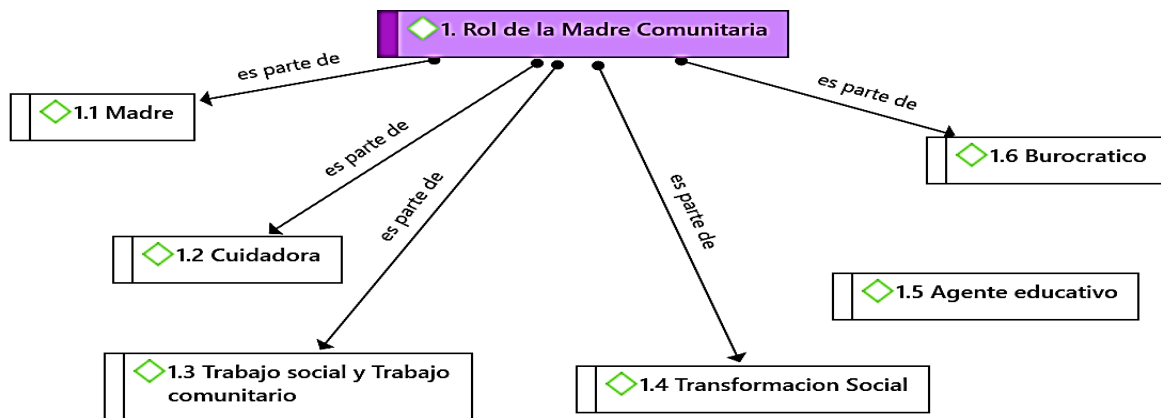 1. Rol de la Madre Comunitaria
es parte de
1.1 Madre
es parte de
1.6 Burocratico
es parte de
1.2 Cuidadora
es parte de
es parte de
1.5 Agente educativo
1.3 Trabajo social y Trabajo
comunitario
1.4 Transformacion Social